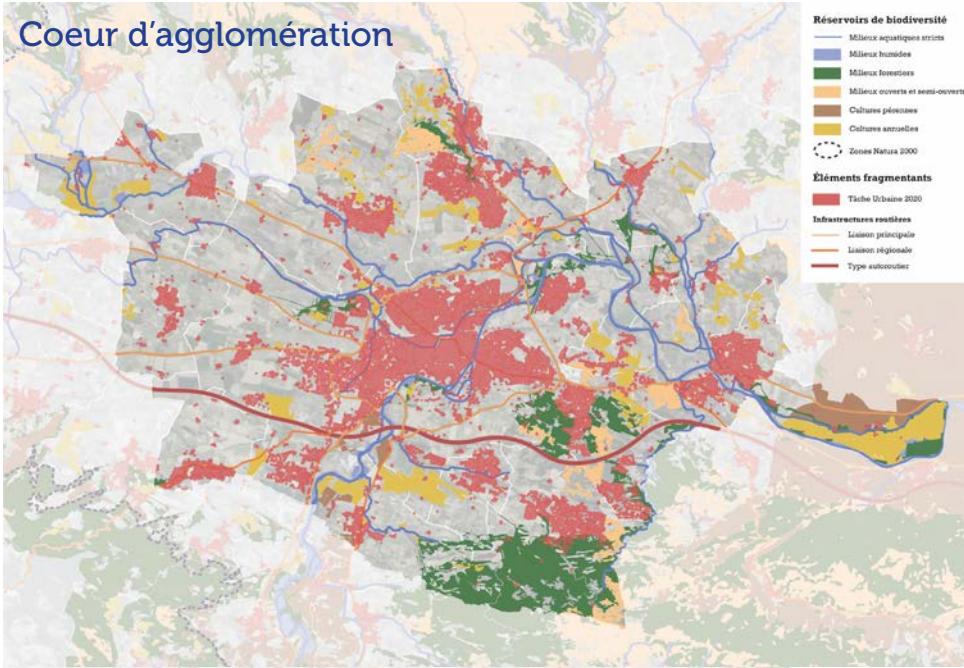 Coeur d'agglomération
Réservoirs de biodiversité
Milieux aquatiques stricts
Milieux humides
Milieux forestiers
Milieux ouverts et semi-ouverts
Cultures pérennes
Cultures annuelles
Zones Natura 2000
Éléments fragmentants
Tâche Urbaine 2020
Infrastructures routières
Liaison principale
Liaison régionale
Type autoroutier